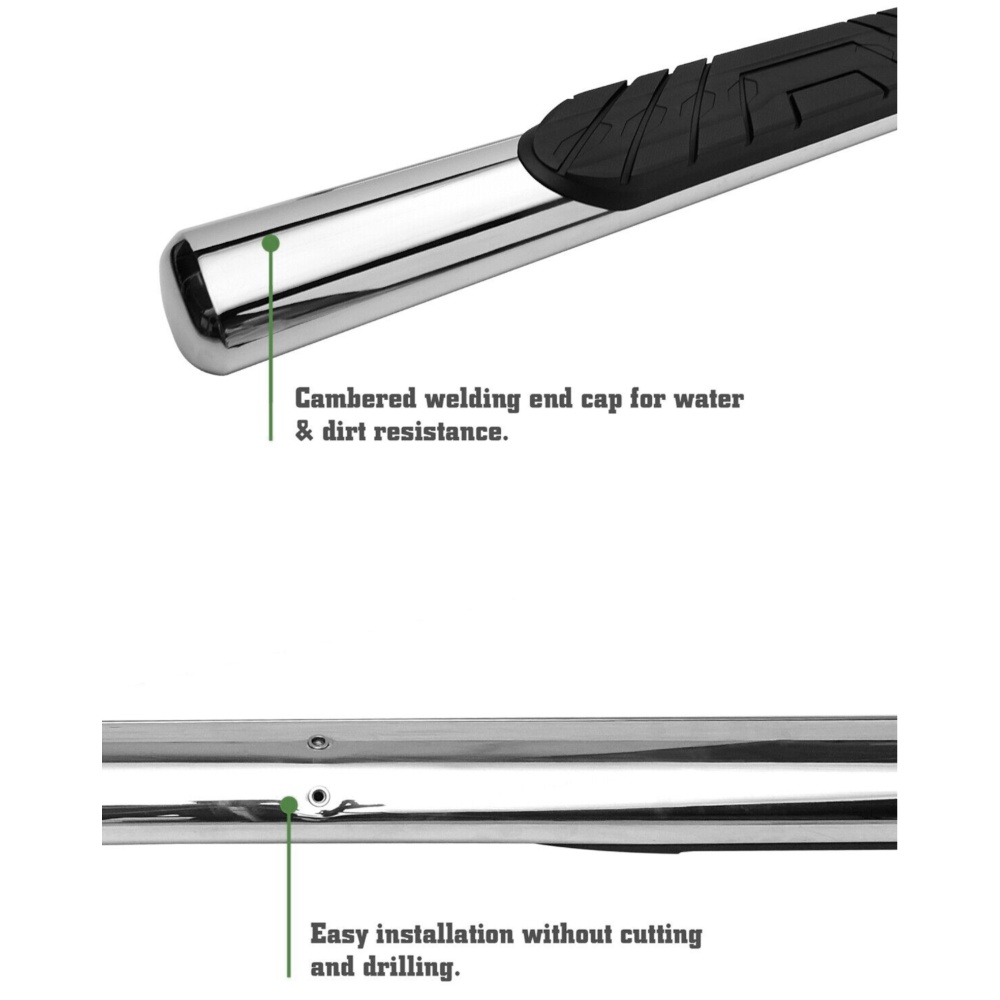 Cambered welding end cap for water
& dirt resistance.
Easy installation without cutting
and drilling.